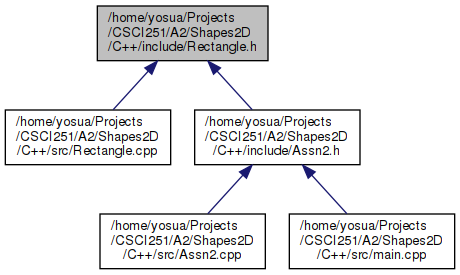 /home/yosua/Projects
/CSCI251/A2/Shapes2D
/C++/include/Rectangle.h
/home/yosua/Projects
/CSCI251/A2/Shapes2D
/C++/src/Rectangle.cpp
/home/yosua/Projects
/CSCI251/A2/Shapes2D
/C++/include/Assn2.h
/home/yosua/Projects
/CSCI251/A2/Shapes2D
/C++/src/Assn2.cpp
/home/yosua/Projects
/CSCI251/A2/Shapes2D
/C++/src/main.cpp